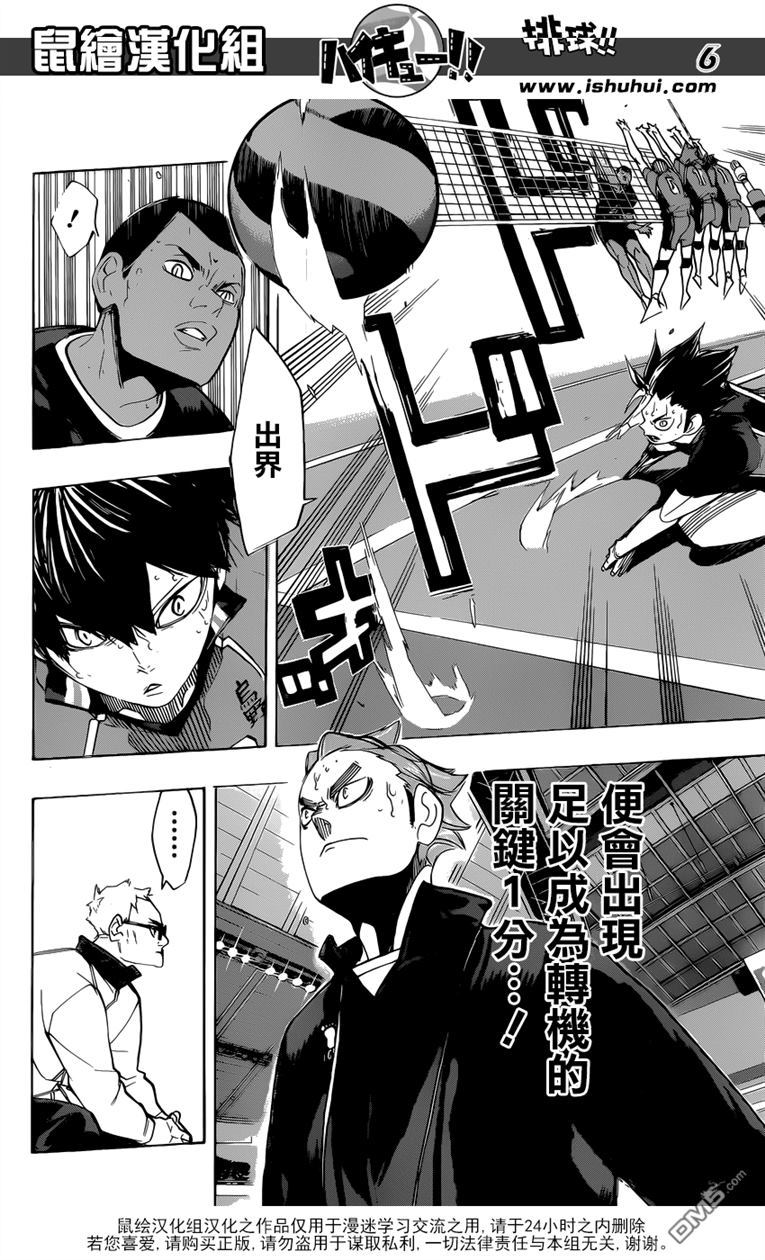 鼠繪漢化組
ハイキュー!!
排球!!
6
www.ishuhui.com
!
出界
烏野
便會出現
足以成為轉機的
關鍵1分…!
……
鼠绘汉化组汉化之作品仅用于漫迷学习交流之用,请于24小时之内删除
若您喜爱,请购买正版,请勿盗用于谋取私利,一切法律责任与本组无关,谢谢。
DM5.com